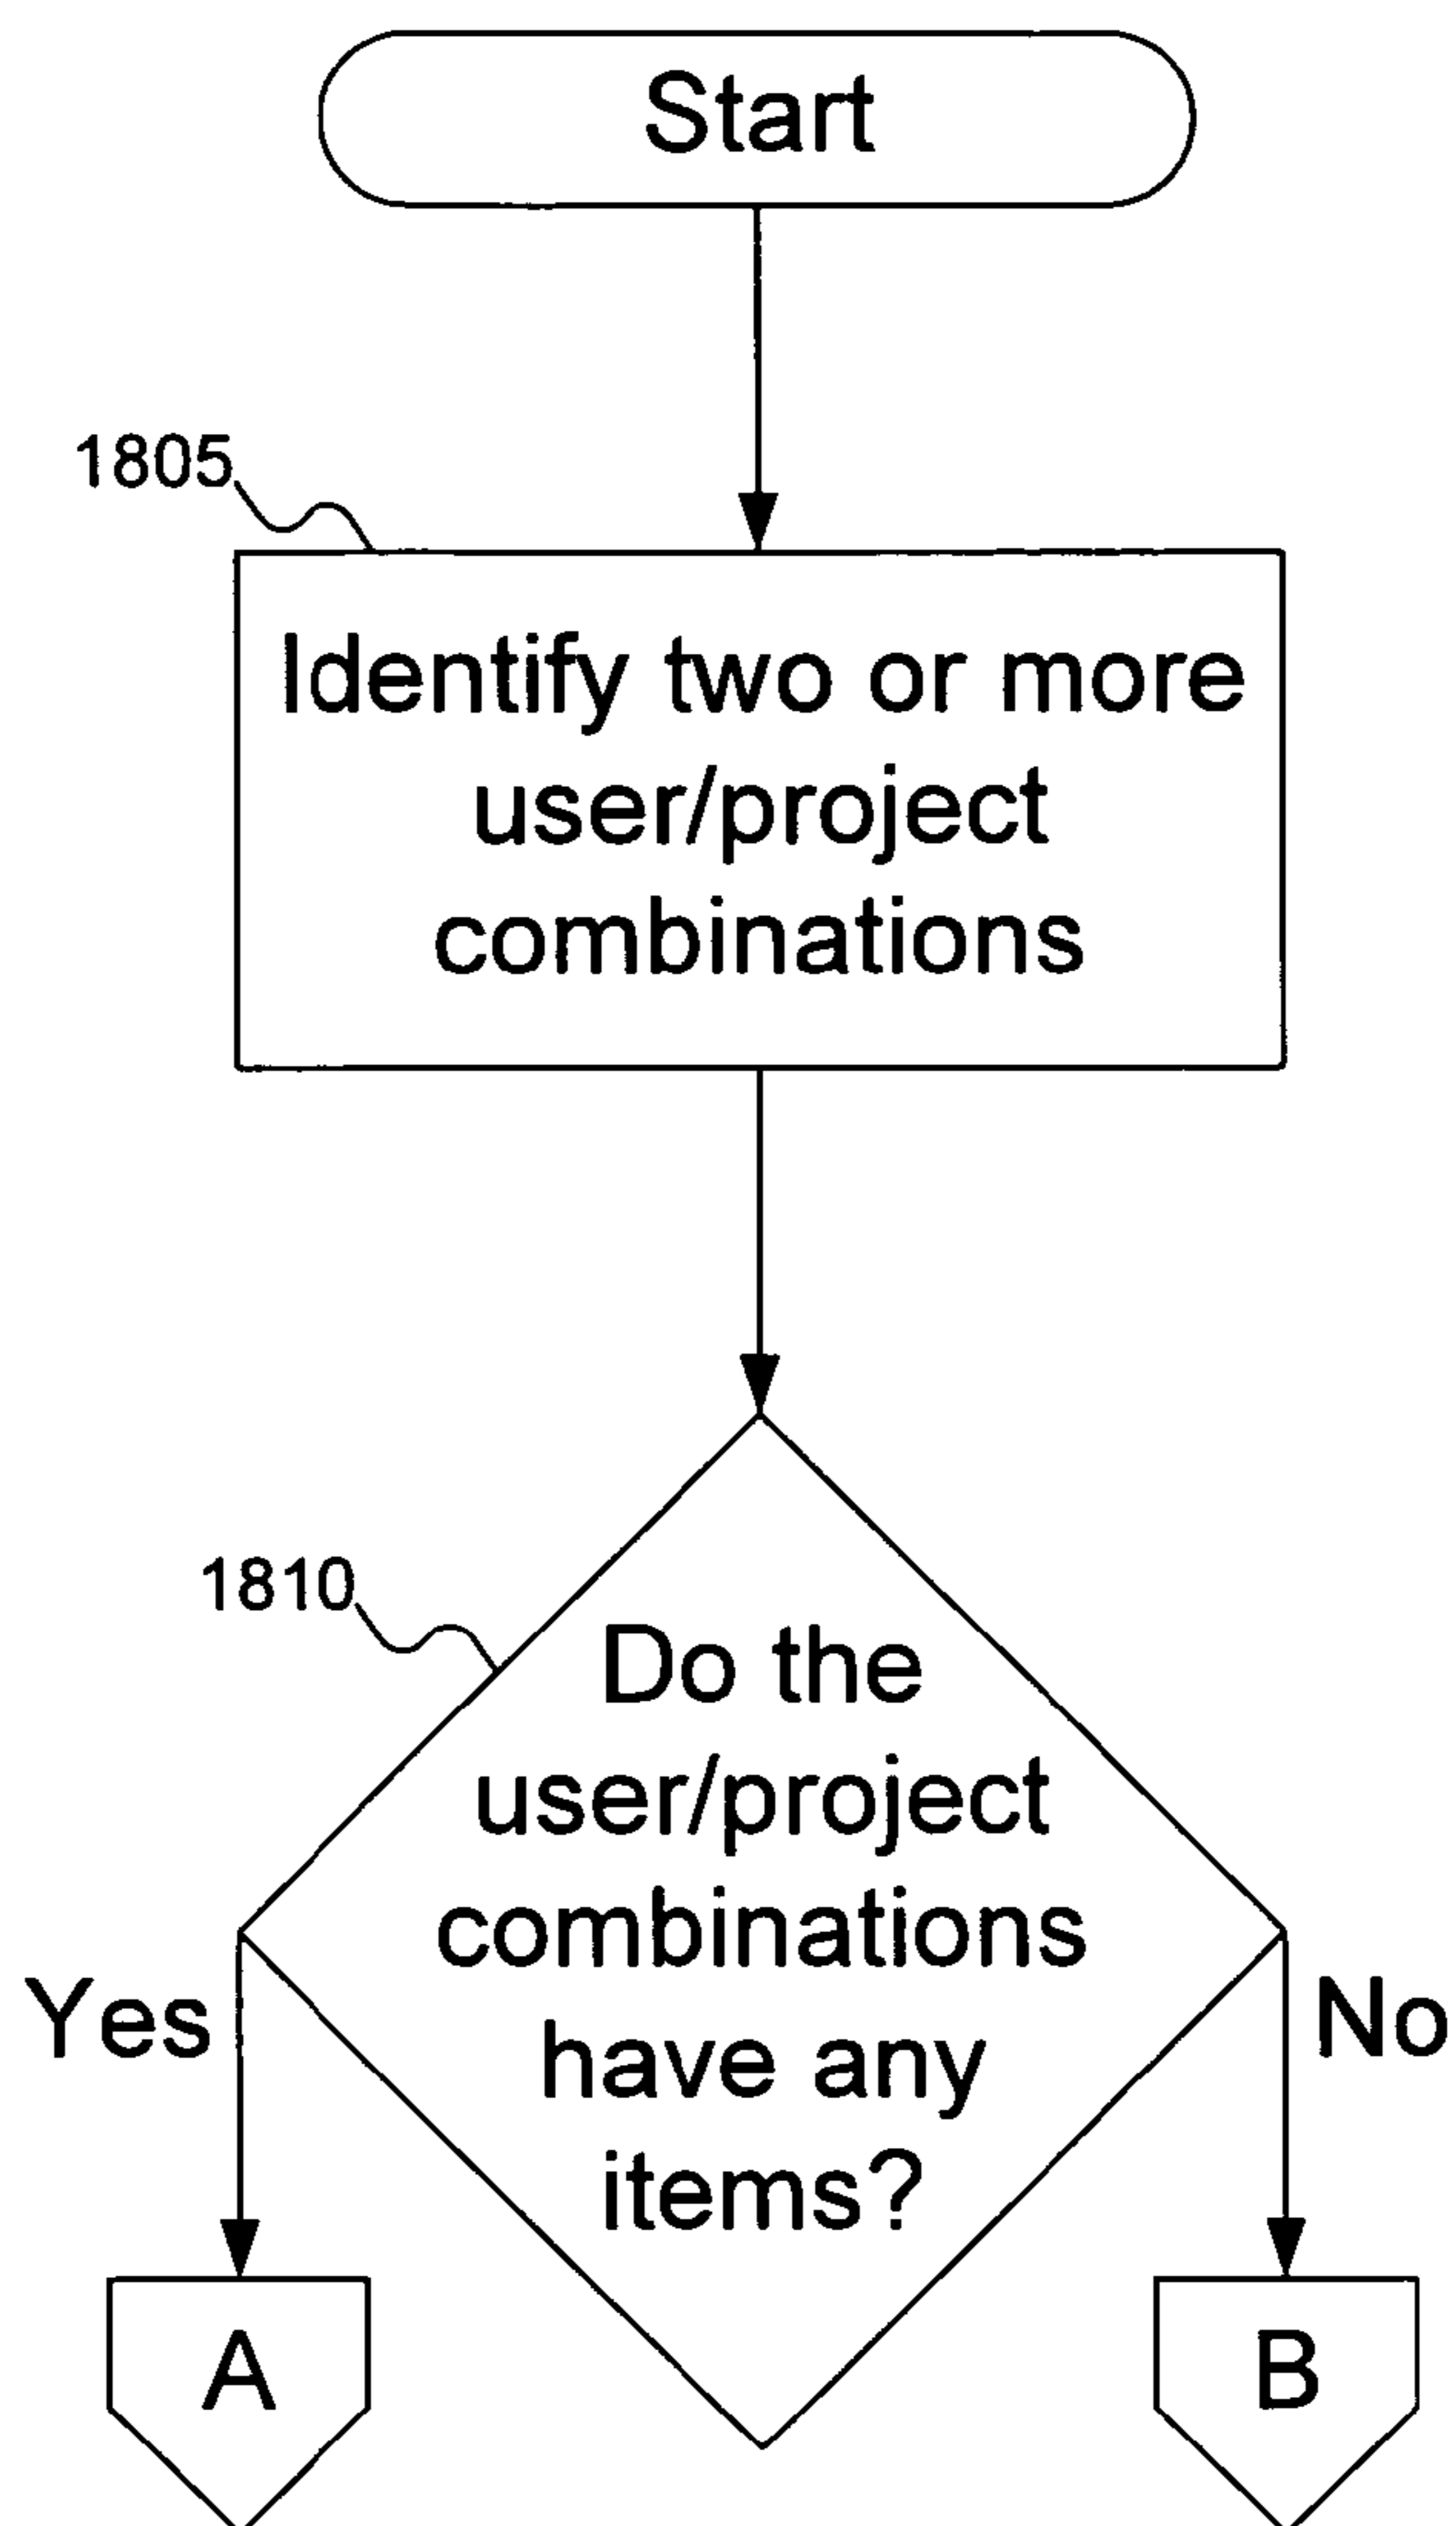 Start
1805
Identify two or more
user/project
combinations
1810
Do the
user/project
combinations
have any
items?
Yes
No
A
B